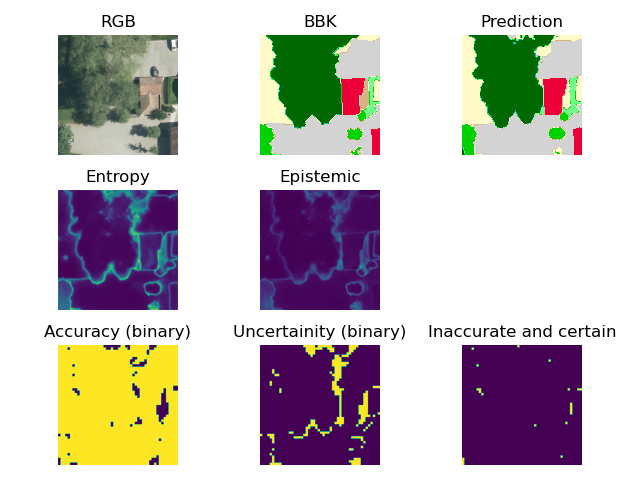 RGB
BBK
Prediction
Entropy
Epistemic
Accuracy (binary)
Uncertainity (binary)
Inaccurate and certain